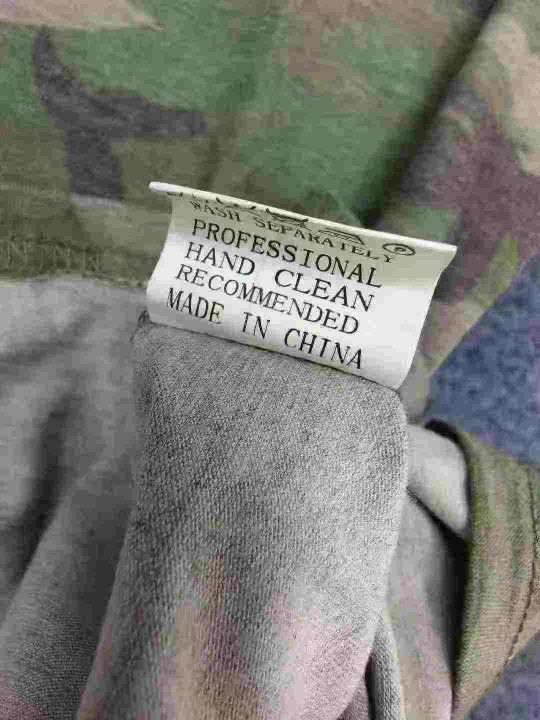 WASH SEPARATELY Ⓟ
PROFESSIONAL
HAND CLEAN
RECOMMENDED
MADE IN CHINA